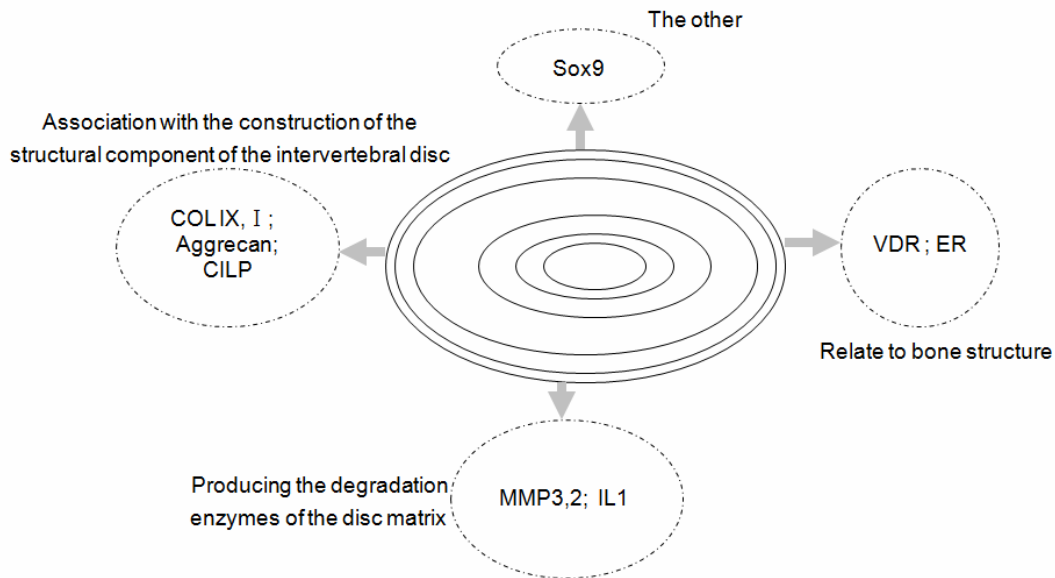 The other
Sox9
Association with the construction of the
structural component of the intervertebral disc
COL IX, Ⅰ;
Aggrecan;
CILP
VDR ; ER
Relate to bone structure
Producing the degradation
enzymes of the disc matrix
MMP3,2; IL1